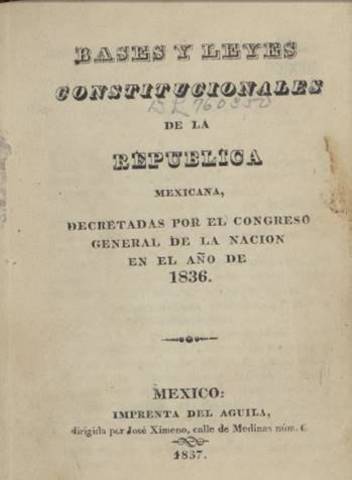 BASES Y LEYES
CONSTITUCIONALES
DE LA
REPUBLICA
MEXICANA,
DECRETADAS POR EL CONGRESO
GENERAL DE LA NACION
EN EL AÑO DE
1836.
MEXICO:
IMPRENTA DEL AGUILA,
dirigida por José Ximeno, calle de Medinas núm. 6
1837.